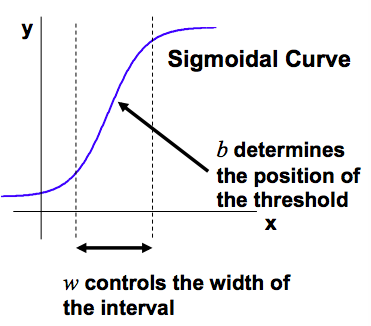 y
Sigmoidal Curve
b determines
the position of
the threshold
x
w controls the width of
the interval